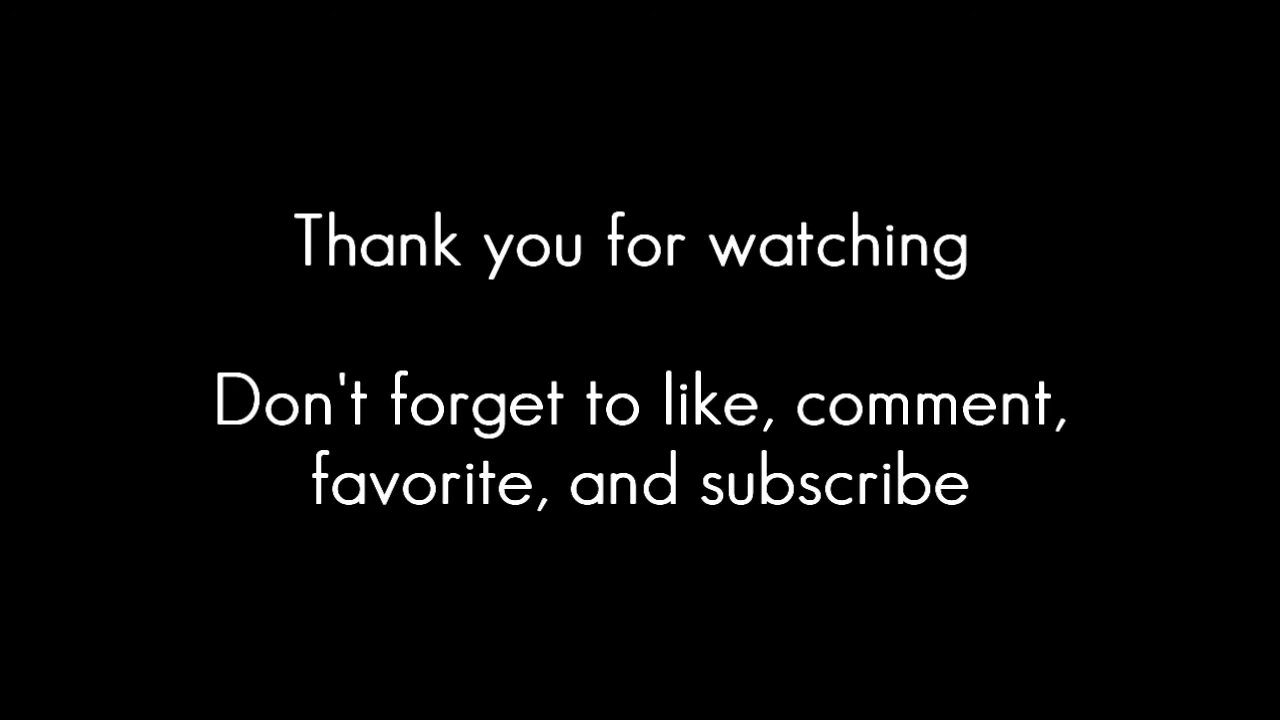 Thank you for watching
Don't forget to like, comment,
favorite, and subscribe